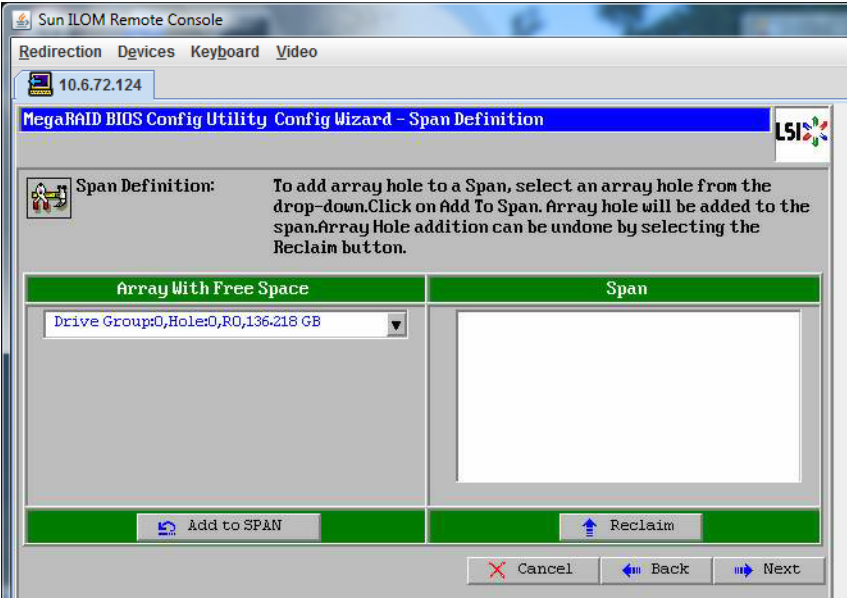 Sun ILOM Remote Console
Redirection Devices Keyboard Video
10.6.72.124
MegaRAID BIOS Config Utility Config Wizard - Span Definition
LSI
Span Definition:
To add array hole to a Span, select an array hole from the
drop-down.Click on Add To Span. Array hole will be added to the
span.Array Hole addition can be undone by selecting the
Reclaim button.
Array With Free Space
Span
Drive Group:0,Hole:0,R0,136.218 GB
Add to SPAN
Reclaim
Cancel
Back
Next